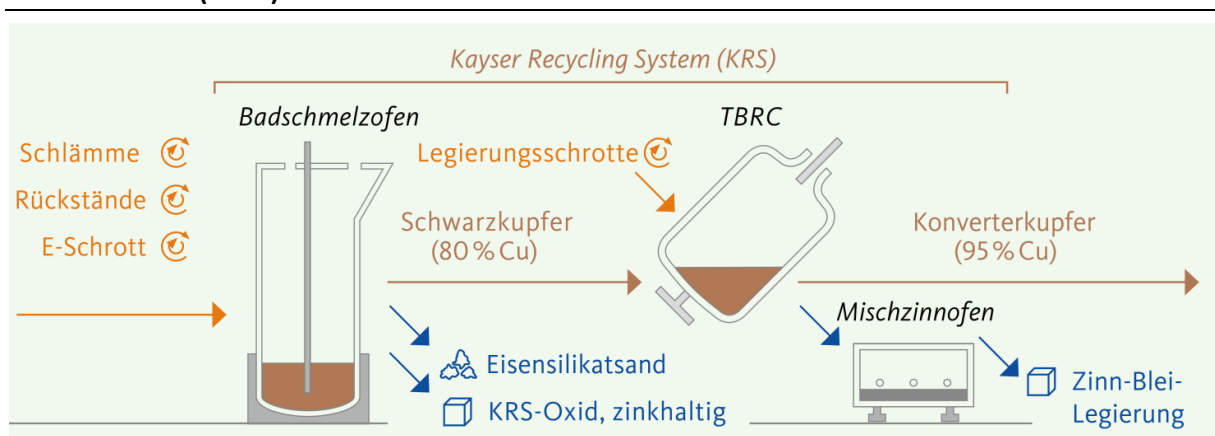 Kayser Recycling System (KRS)
Badschmelzofen
TBRC
Schlämme
Rückstände
E-Schrott
Legierungsschrotte
Schwarzkupfer
(80 % Cu)
Konverterkupfer
(95 % Cu)
Mischzinnofen
Eisensilikatsand
KRS-Oxid, zinkhaltig
Zinn-Blei-
Legierung